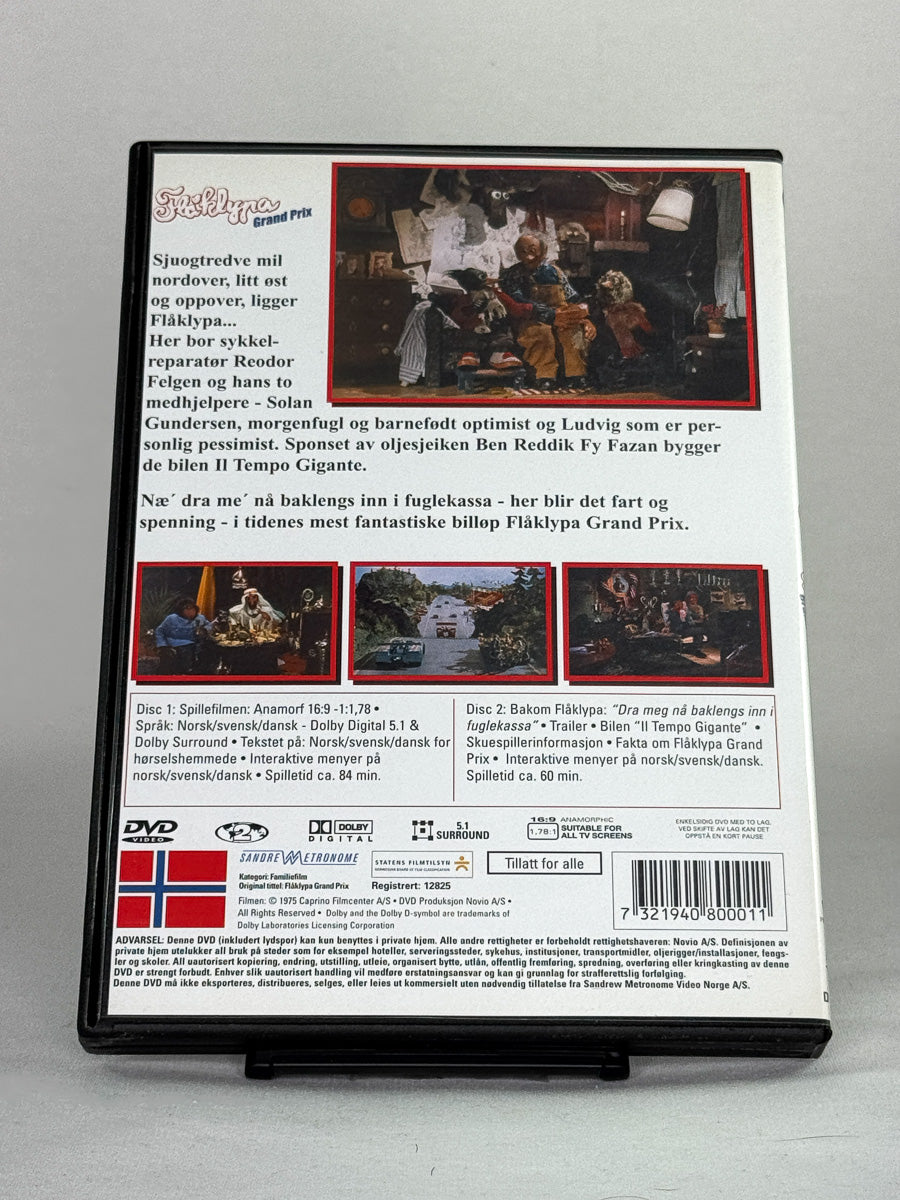 Flåklypa
Grand Prix
Sjuogtredve mil
nordover, litt øst
og oppover, ligger
Flåklypa...
Her bor sykkel-
reparatør Reodor
Felgen og hans to
medhjelpere - Solan
Gundersen, morgenfugl og barnefødt optimist og Ludvig som er per-
sonlig pessimist. Sponset av oljesjeiken Ben Reddik Fy Fazan bygger
de bilen Il Tempo Gigante.
Næ´ dra me´ nå baklengs inn i fuglekassa - her blir det fart og
spenning - i tidenes mest fantastiske billøp Flåklypa Grand Prix.
Disc 1: Spillefilmen: Anamorf 16:9 -1:1,78 •
Språk: Norsk/svensk/dansk - Dolby Digital 5.1 &
Dolby Surround • Tekstet på: Norsk/svensk/dansk for
hørselshemmede • Interaktive menyer på
norsk/svensk/dansk • Spilletid ca. 84 min.
Disc 2: Bakom Flåklypa: "Dra meg nå baklengs inn i
fuglekassa" • Trailer • Bilen "Il Tempo Gigante" •
Skuespillerinformasjon • Fakta om Flåklypa Grand
Prix • Interaktive menyer på norsk/svensk/dansk.
Spilletid ca. 60 min.
DVD
VIDEO
2
DOLBY
DIGITAL
5.1
SURROUND
16:9
1.78:1
ANAMORPHIC
SUITABLE FOR
ALL TV SCREENS
ENKELSIDIG DVD MED TO LAG.
VED SKIFTE AV LAG KAN DET
OPPSTÅ EN KORT PAUSE
SANDREW METRONOME
Kategori: Familiefilm
Original tittel: Flåklypa Grand Prix
STATENS FILMTILSYN
NORWEGIAN BOARD OF FILM CLASSIFICATION
Registrert: 12825
Tillatt for alle
Filmen: © 1975 Caprino Filmcenter A/S • DVD Produksjon Novio A/S •
All Rights Reserved • Dolby and the Dolby D-symbol are trademarks of
Dolby Laboratories Licensing Corporation
7 321940 800011
ADVARSEL: Denne DVD (inkludert lydspor) kan kun benyttes i private hjem. Alle andre rettigheter er forbeholdt rettighetshaveren: Novio A/S. Definisjonen av
private hjem utelukker all bruk på steder som for eksempel hoteller, serveringssteder, sykehus, institusjoner, transportmidler, oljerigger/installasjoner, fengs-
ler og skoler. All uautorisert kopiering, endring, utstilling, utleie, organisert bytte, utlån, offentlig fremføring, spredning, overføring eller kringkasting av denne
DVD er strengt forbudt. Enhver slik uautorisert handling vil medføre erstatningsansvar og kan gi grunnlag for strafferettslig forfølging.
Denne DVD må ikke eksporteres, distribueres, selges, eller leies ut kommersielt uten nødvendig tillatelse fra Sandrew Metronome Video Norge A/S.